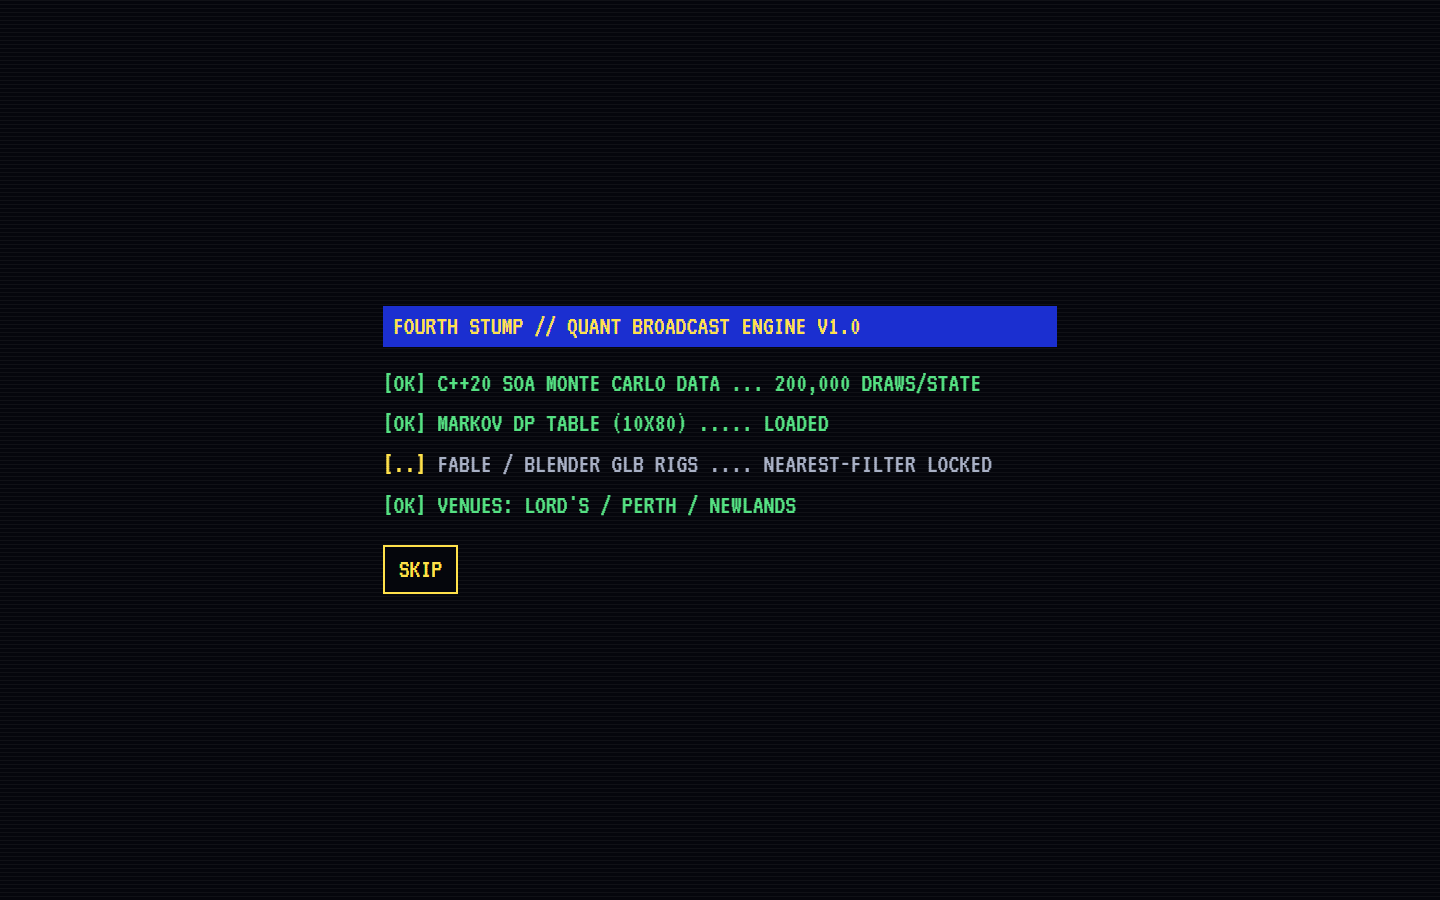 FOURTH STUMP // QUANT BROADCAST ENGINE V1.0
[OK] C++20 SOA MONTE CARLO DATA ... 200,000 DRAWS/STATE
[OK] MARKOV DP TABLE (10X80) ..... LOADED
[..] FABLE / BLENDER GLB RIGS .... NEAREST-FILTER LOCKED
[OK] VENUES: LORD'S / PERTH / NEWLANDS
SKIP